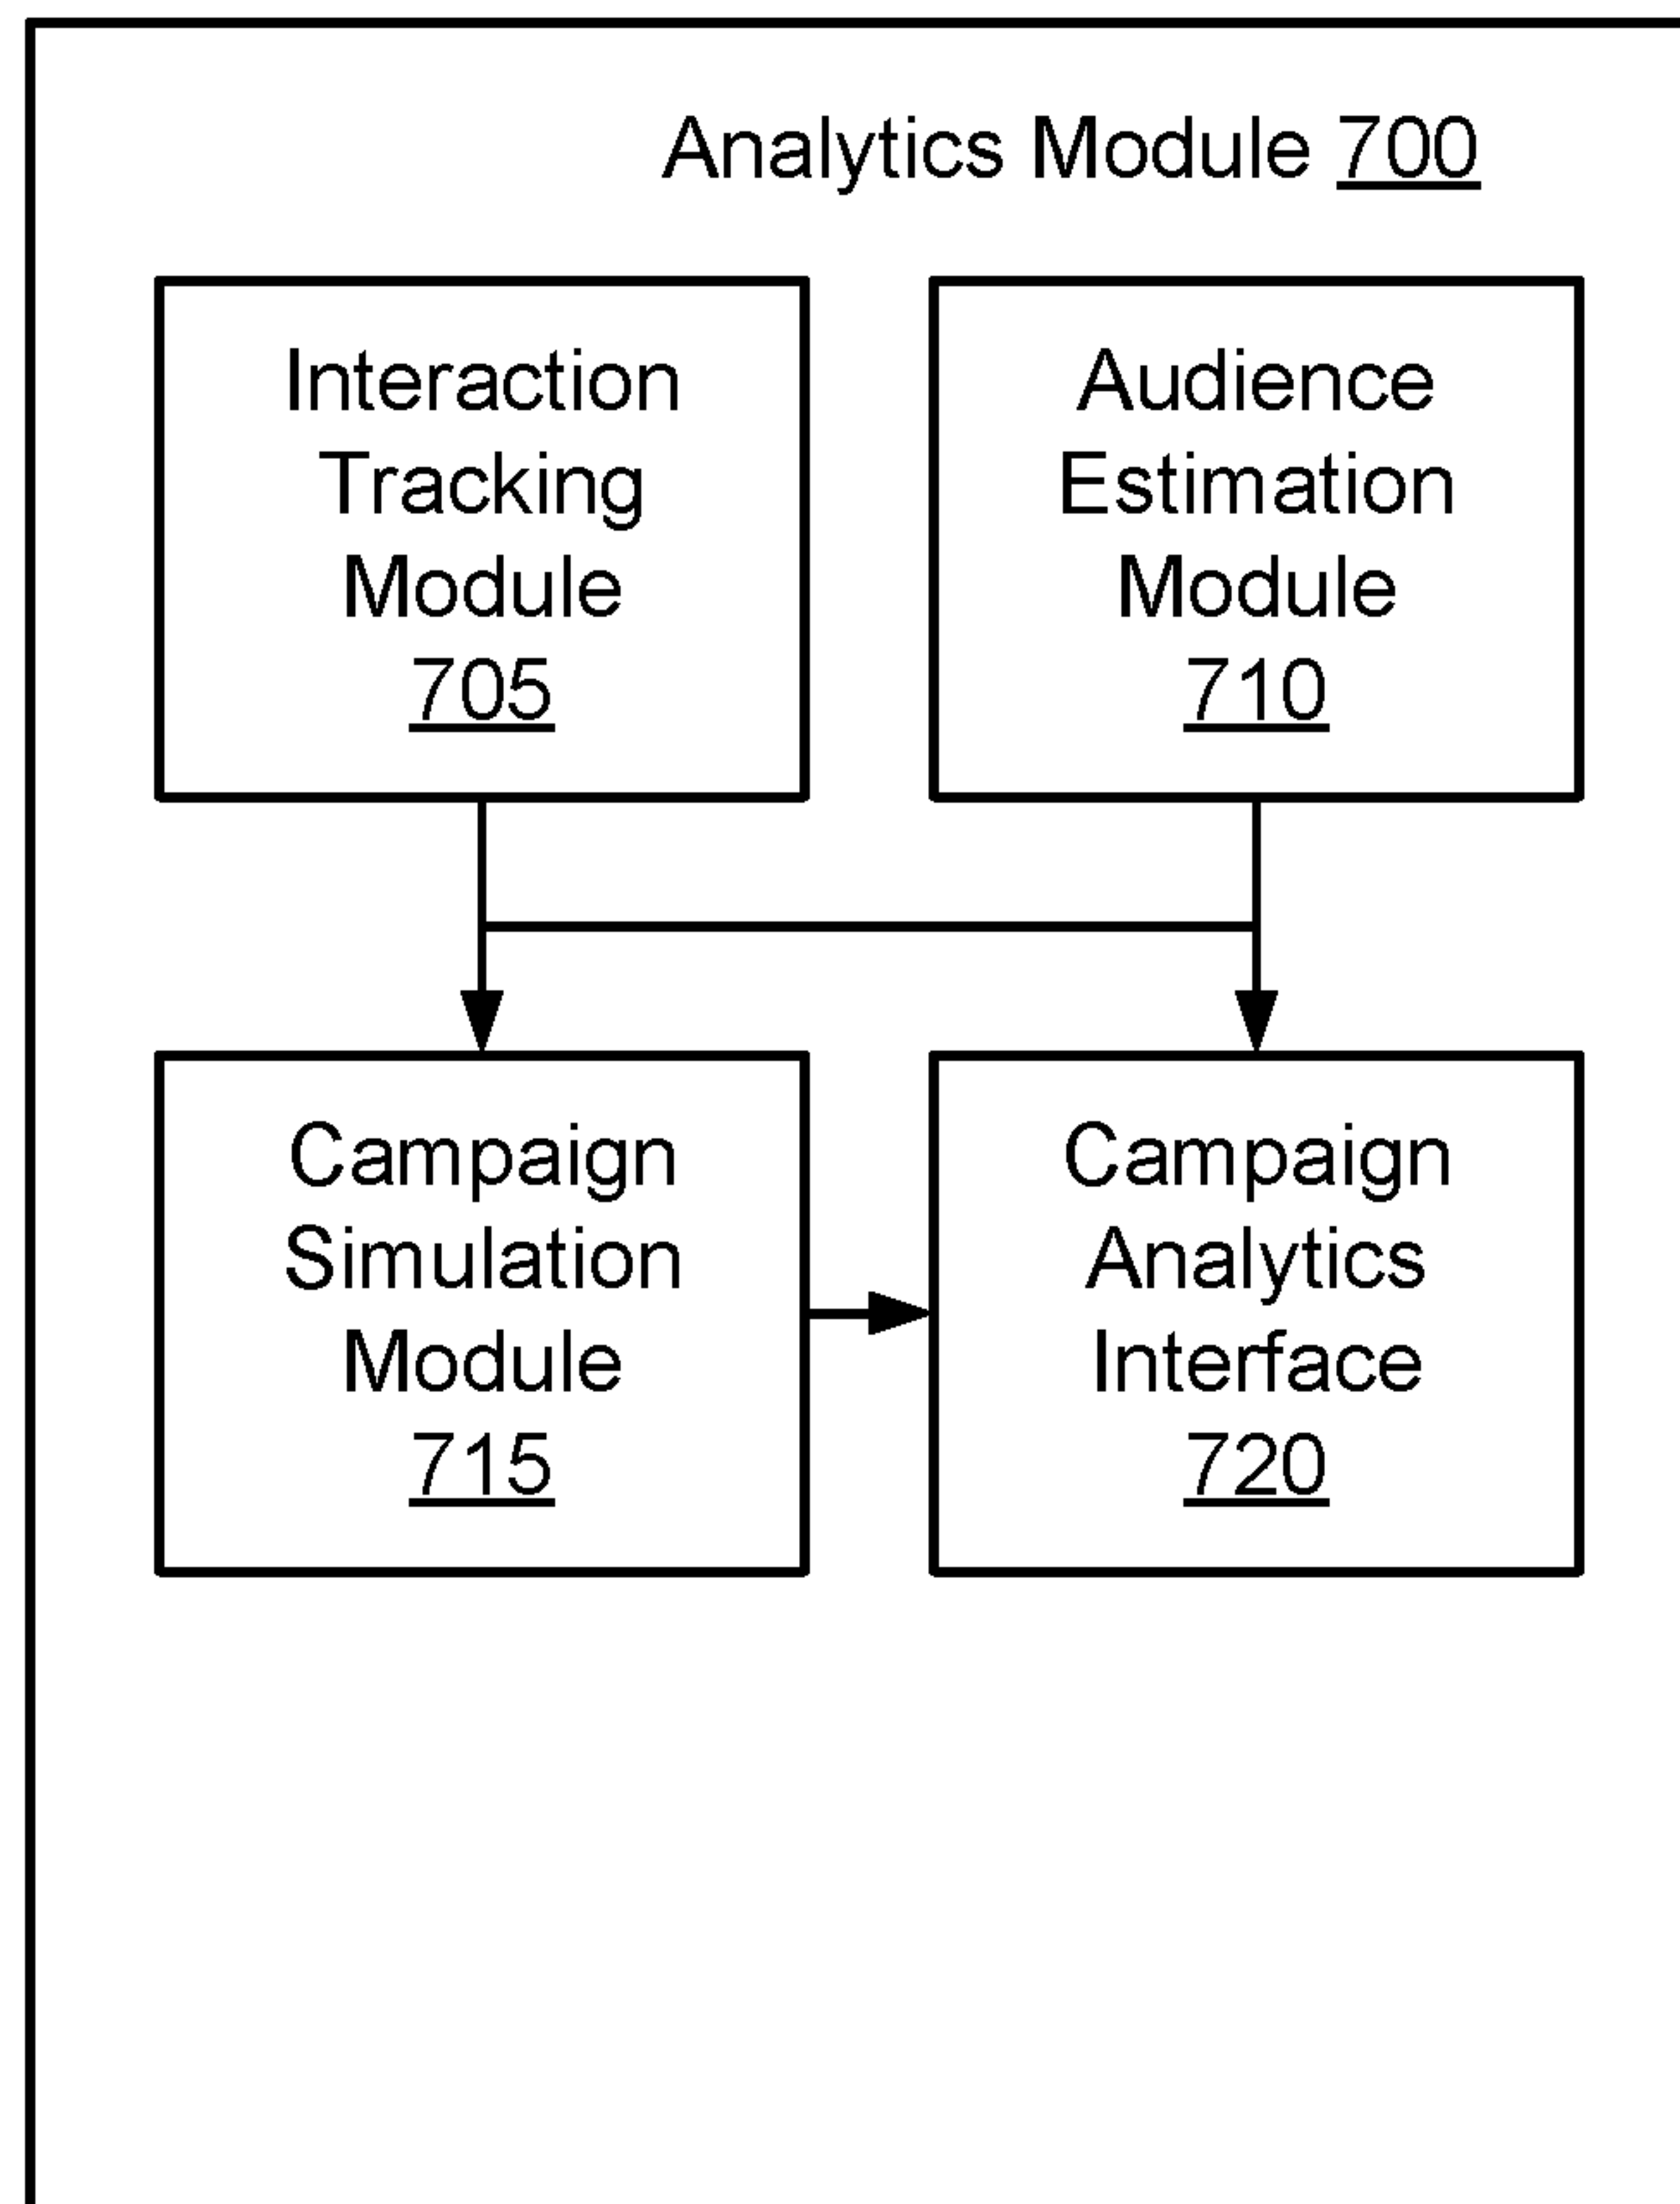 Analytics Module 700
Interaction
Tracking
Module
705
Audience
Estimation
Module
710
Campaign
Simulation
Module
715
Campaign
Analytics
Interface
720